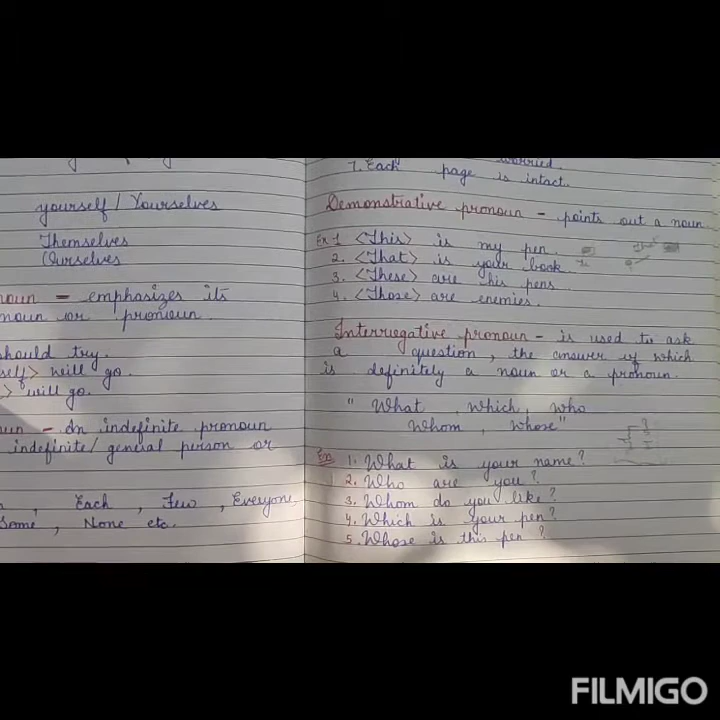 yourself / Yourselves
Themselves
Ourselves
noun - emphasizes its
noun or pronoun.
should try.
self> will go.
> will go.
oun - An indefinite pronoun
indefinite / general person or
, Each , Few , Everyone,
Some , None etc.
worried.
7. Each page is intact.
Demonstrative pronoun - points out a noun
Ex- 1 <This> is my pen.
2. <That> is your book.
3. <These> are his pens.
4. <Those> are enemies.
Interrogative pronoun - is used to ask
a question, the answer of which
is definitely a noun or a pronoun.
" What , which , who
Whom , whose"
Ex 1. What is your name?
2. Who are you?
3. Whom do you like?
4. Which is your pen?
5. Whose is this pen?
FILMIGO